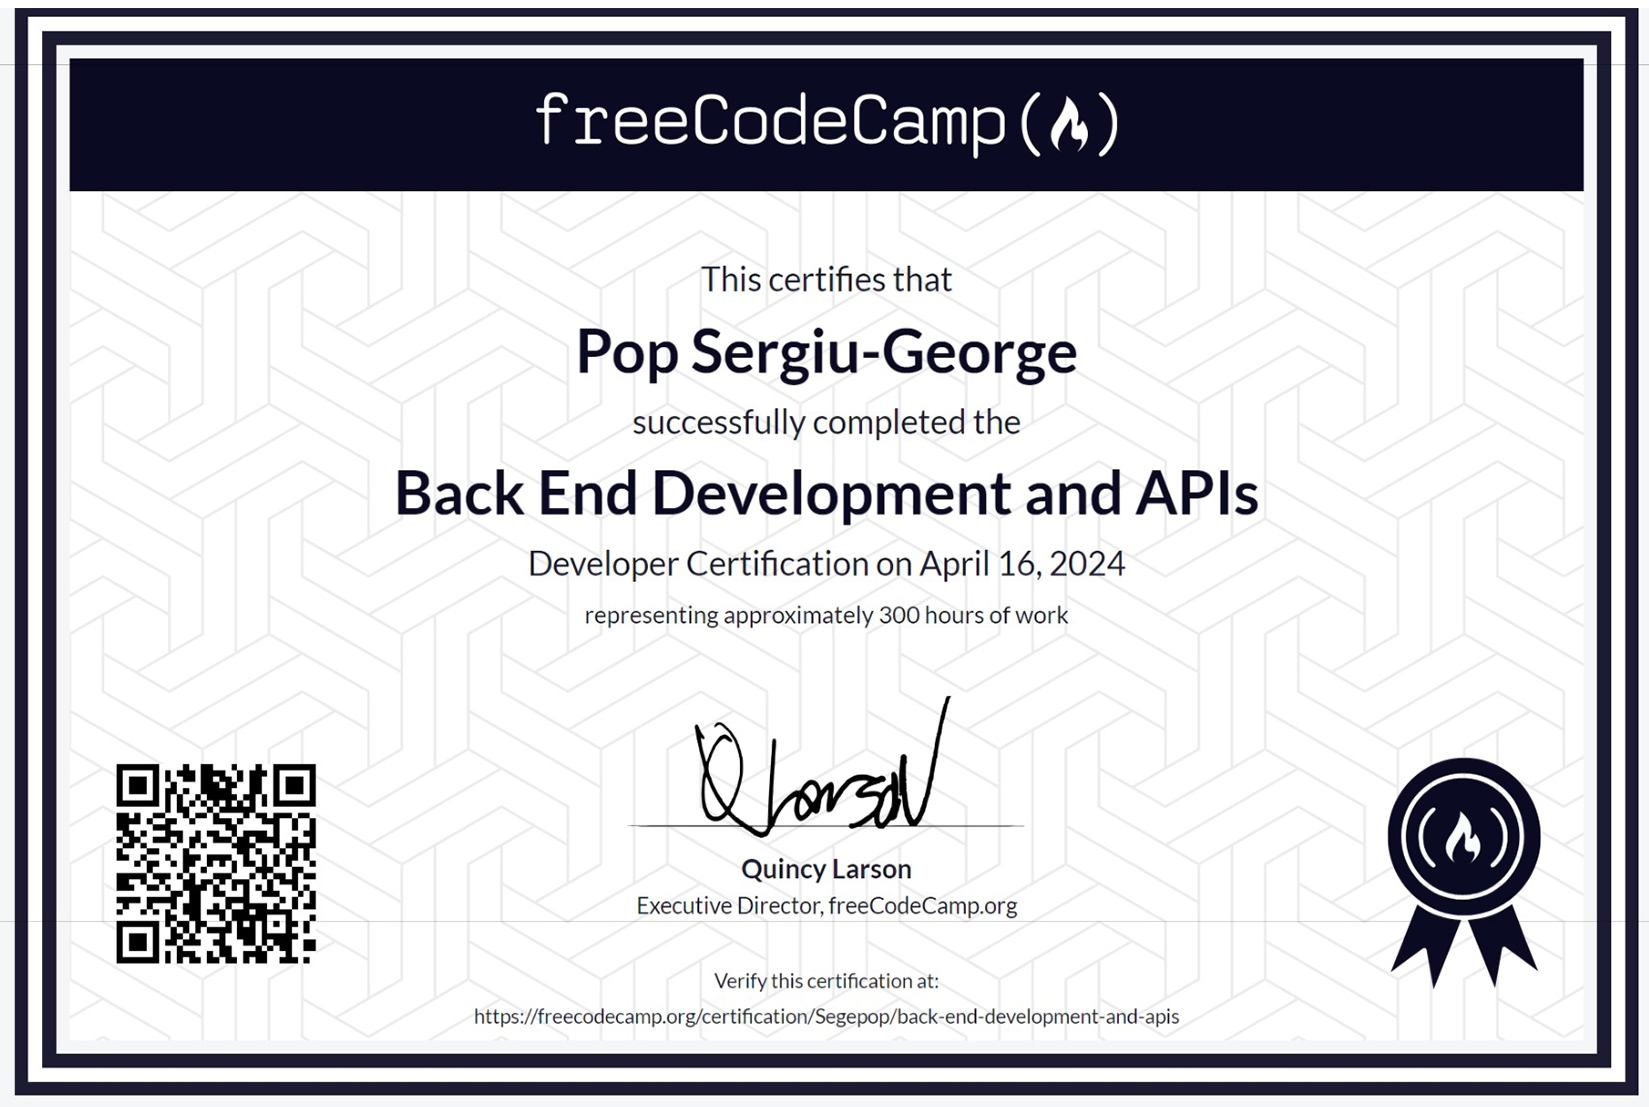 freeCodeCamp(🔥)
This certifies that
Pop Sergiu-George
successfully completed the
Back End Development and APIs
Developer Certification on April 16, 2024
representing approximately 300 hours of work
Q Larson
Quincy Larson
Executive Director, freeCodeCamp.org
Verify this certification at:
https://freecodecamp.org/certification/Segepop/back-end-development-and-apis